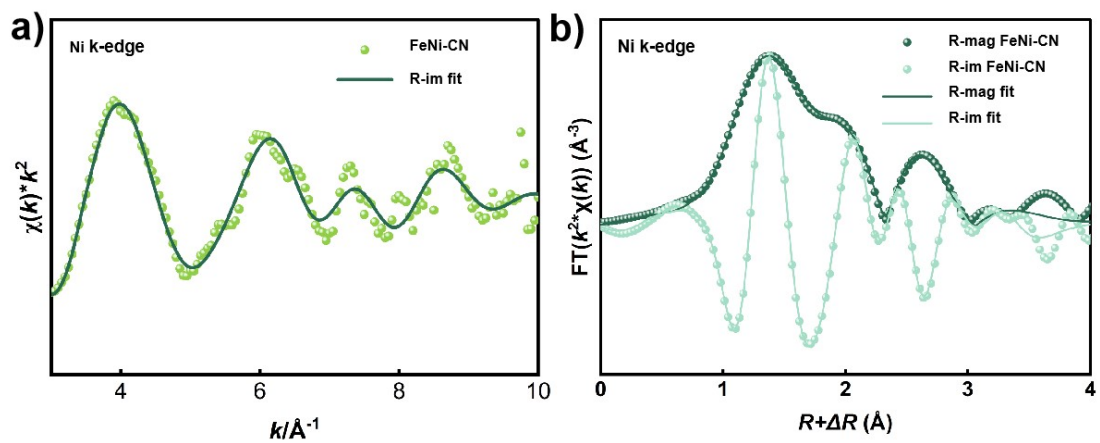 a)
Ni k-edge
FeNi-CN
R-im fit
χ(k)*k²
4
6
8
10
k/Å⁻¹
b)
Ni k-edge
R-mag FeNi-CN
R-im FeNi-CN
R-mag fit
R-im fit
FT(k²*χ(k)) (Å⁻³)
0
1
2
3
4
R+ΔR (Å)